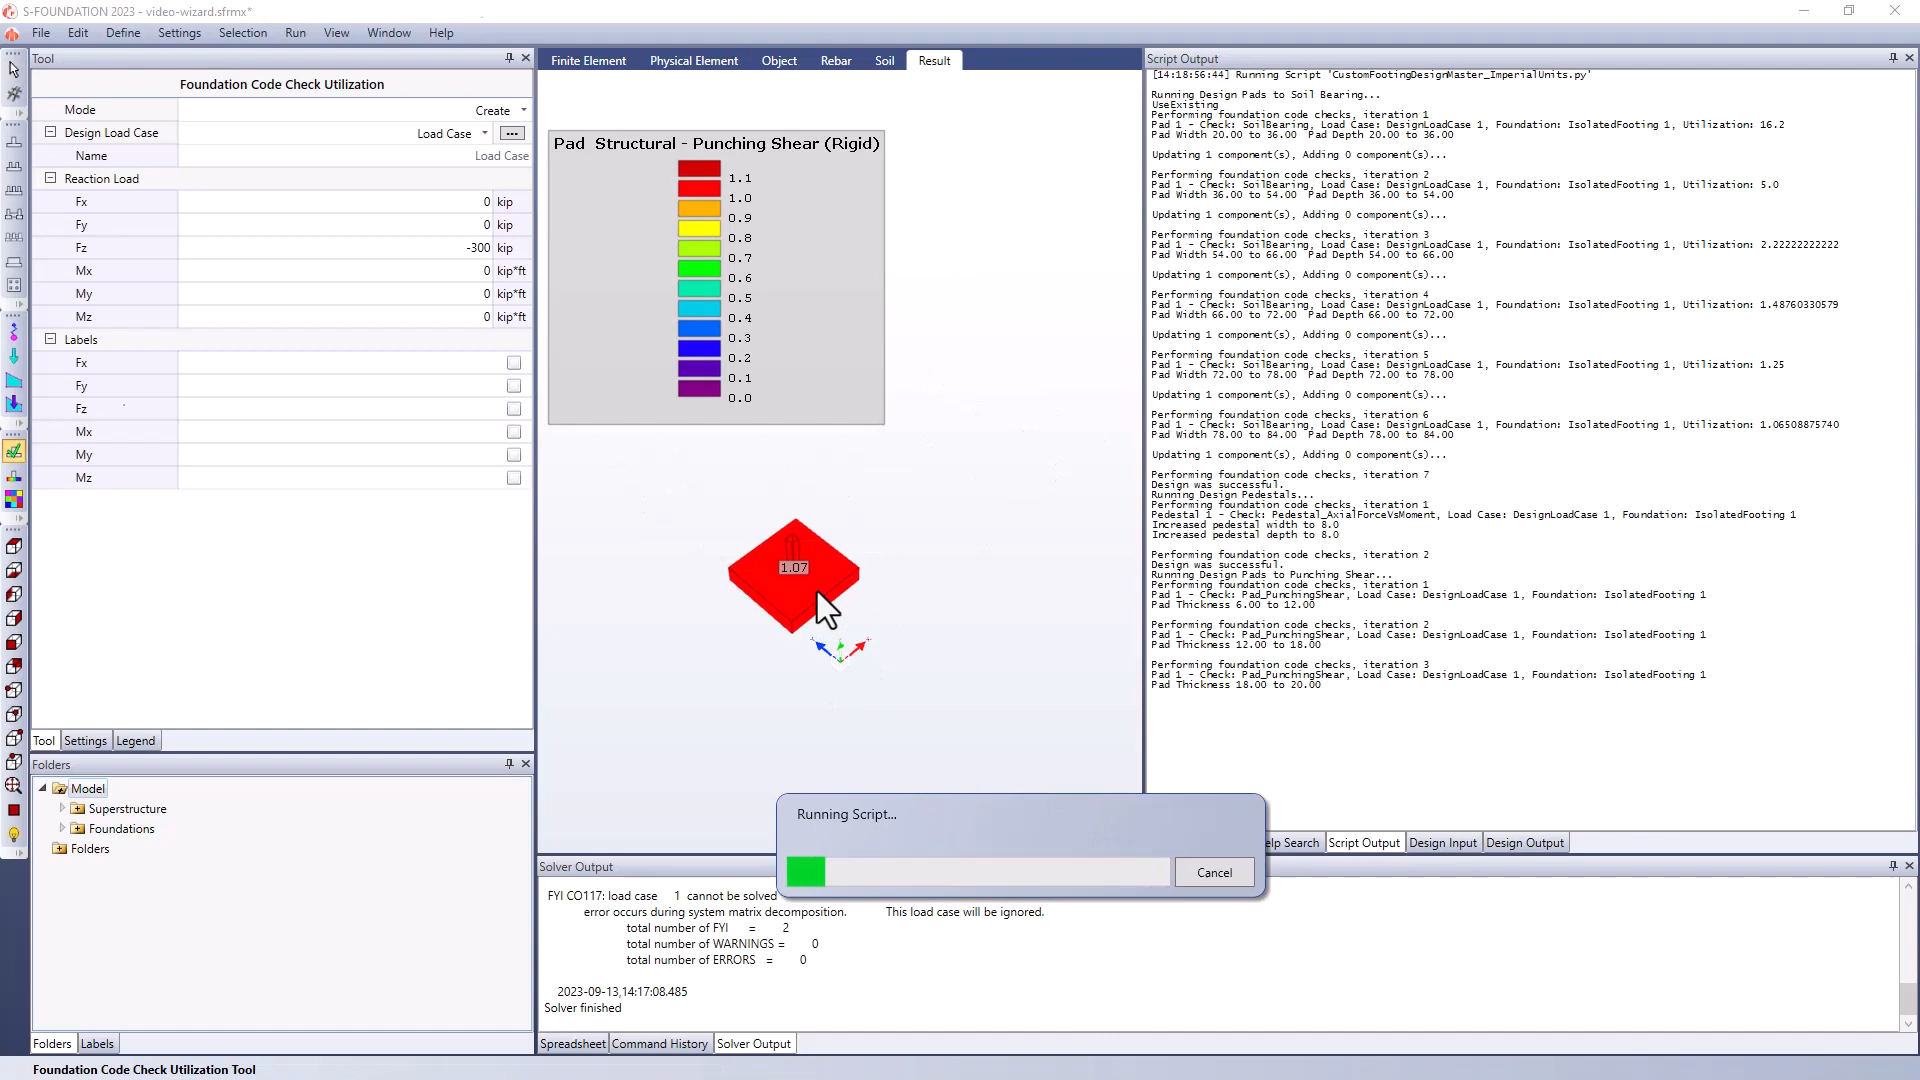 S-FOUNDATION 2023 - video-wizard.sfrmx*
File Edit Define Settings Selection Run View Window Help
Tool
Foundation Code Check Utilization
Mode Create
Design Load Case Load Case ...
Name Load Case
Reaction Load
Fx 0 kip
Fy 0 kip
Fz -300 kip
Mx 0 kip*ft
My 0 kip*ft
Mz 0 kip*ft
Labels
Fx
Fy
Fz
Mx
My
Mz
Tool Settings Legend
Folders
Model
Superstructure
Foundations
Folders
Folders Labels
Finite Element Physical Element Object Rebar Soil Result
Pad Structural - Punching Shear (Rigid)
1.1
1.0
0.9
0.8
0.7
0.6
0.5
0.4
0.3
0.2
0.1
0.0
1.07
Script Output
[14:18:56:44] Running Script 'CustomFootingDesignMaster_ImperialUnits.py'
Running Design Pads to Soil Bearing...
UseExisting
Performing foundation code checks, iteration 1
Pad 1 - Check: SoilBearing, Load Case: DesignLoadCase 1, Foundation: IsolatedFooting 1, Utilization: 16.2
Pad Width 20.00 to 36.00 Pad Depth 20.00 to 36.00
Updating 1 component(s), Adding 0 component(s)...
Performing foundation code checks, iteration 2
Pad 1 - Check: SoilBearing, Load Case: DesignLoadCase 1, Foundation: IsolatedFooting 1, Utilization: 5.0
Pad Width 36.00 to 54.00 Pad Depth 36.00 to 54.00
Updating 1 component(s), Adding 0 component(s)...
Performing foundation code checks, iteration 3
Pad 1 - Check: SoilBearing, Load Case: DesignLoadCase 1, Foundation: IsolatedFooting 1, Utilization: 2.22222222222
Pad Width 54.00 to 66.00 Pad Depth 54.00 to 66.00
Updating 1 component(s), Adding 0 component(s)...
Performing foundation code checks, iteration 4
Pad 1 - Check: SoilBearing, Load Case: DesignLoadCase 1, Foundation: IsolatedFooting 1, Utilization: 1.48760330579
Pad Width 66.00 to 72.00 Pad Depth 66.00 to 72.00
Updating 1 component(s), Adding 0 component(s)...
Performing foundation code checks, iteration 5
Pad 1 - Check: SoilBearing, Load Case: DesignLoadCase 1, Foundation: IsolatedFooting 1, Utilization: 1.25
Pad Width 72.00 to 78.00 Pad Depth 72.00 to 78.00
Updating 1 component(s), Adding 0 component(s)...
Performing foundation code checks, iteration 6
Pad 1 - Check: SoilBearing, Load Case: DesignLoadCase 1, Foundation: IsolatedFooting 1, Utilization: 1.06508875740
Pad Width 78.00 to 84.00 Pad Depth 78.00 to 84.00
Updating 1 component(s), Adding 0 component(s)...
Performing foundation code checks, iteration 7
Design was successful.
Running Design Pedestals...
Performing foundation code checks, iteration 1
Pedestal 1 - Check: Pedestal_AxialForceVsMoment, Load Case: DesignLoadCase 1, Foundation: IsolatedFooting 1
Increased pedestal width to 8.0
Increased pedestal depth to 8.0
Performing foundation code checks, iteration 2
Design was successful.
Running Design Pads to Punching Shear...
Performing foundation code checks, iteration 1
Pad 1 - Check: Pad_PunchingShear, Load Case: DesignLoadCase 1, Foundation: IsolatedFooting 1
Pad Thickness 6.00 to 12.00
Performing foundation code checks, iteration 2
Pad 1 - Check: Pad_PunchingShear, Load Case: DesignLoadCase 1, Foundation: IsolatedFooting 1
Pad Thickness 12.00 to 18.00
Performing foundation code checks, iteration 3
Pad 1 - Check: Pad_PunchingShear, Load Case: DesignLoadCase 1, Foundation: IsolatedFooting 1
Pad Thickness 18.00 to 20.00
elp Search Script Output Design Input Design Output
Running Script...
Cancel
Solver Output
FYI CO117: load case 1 cannot be solved
error occurs during system matrix decomposition. This load case will be ignored.
total number of FYI = 2
total number of WARNINGS = 0
total number of ERRORS = 0
2023-09-13,14:17:08.485
Solver finished
Spreadsheet Command History Solver Output
Foundation Code Check Utilization Tool